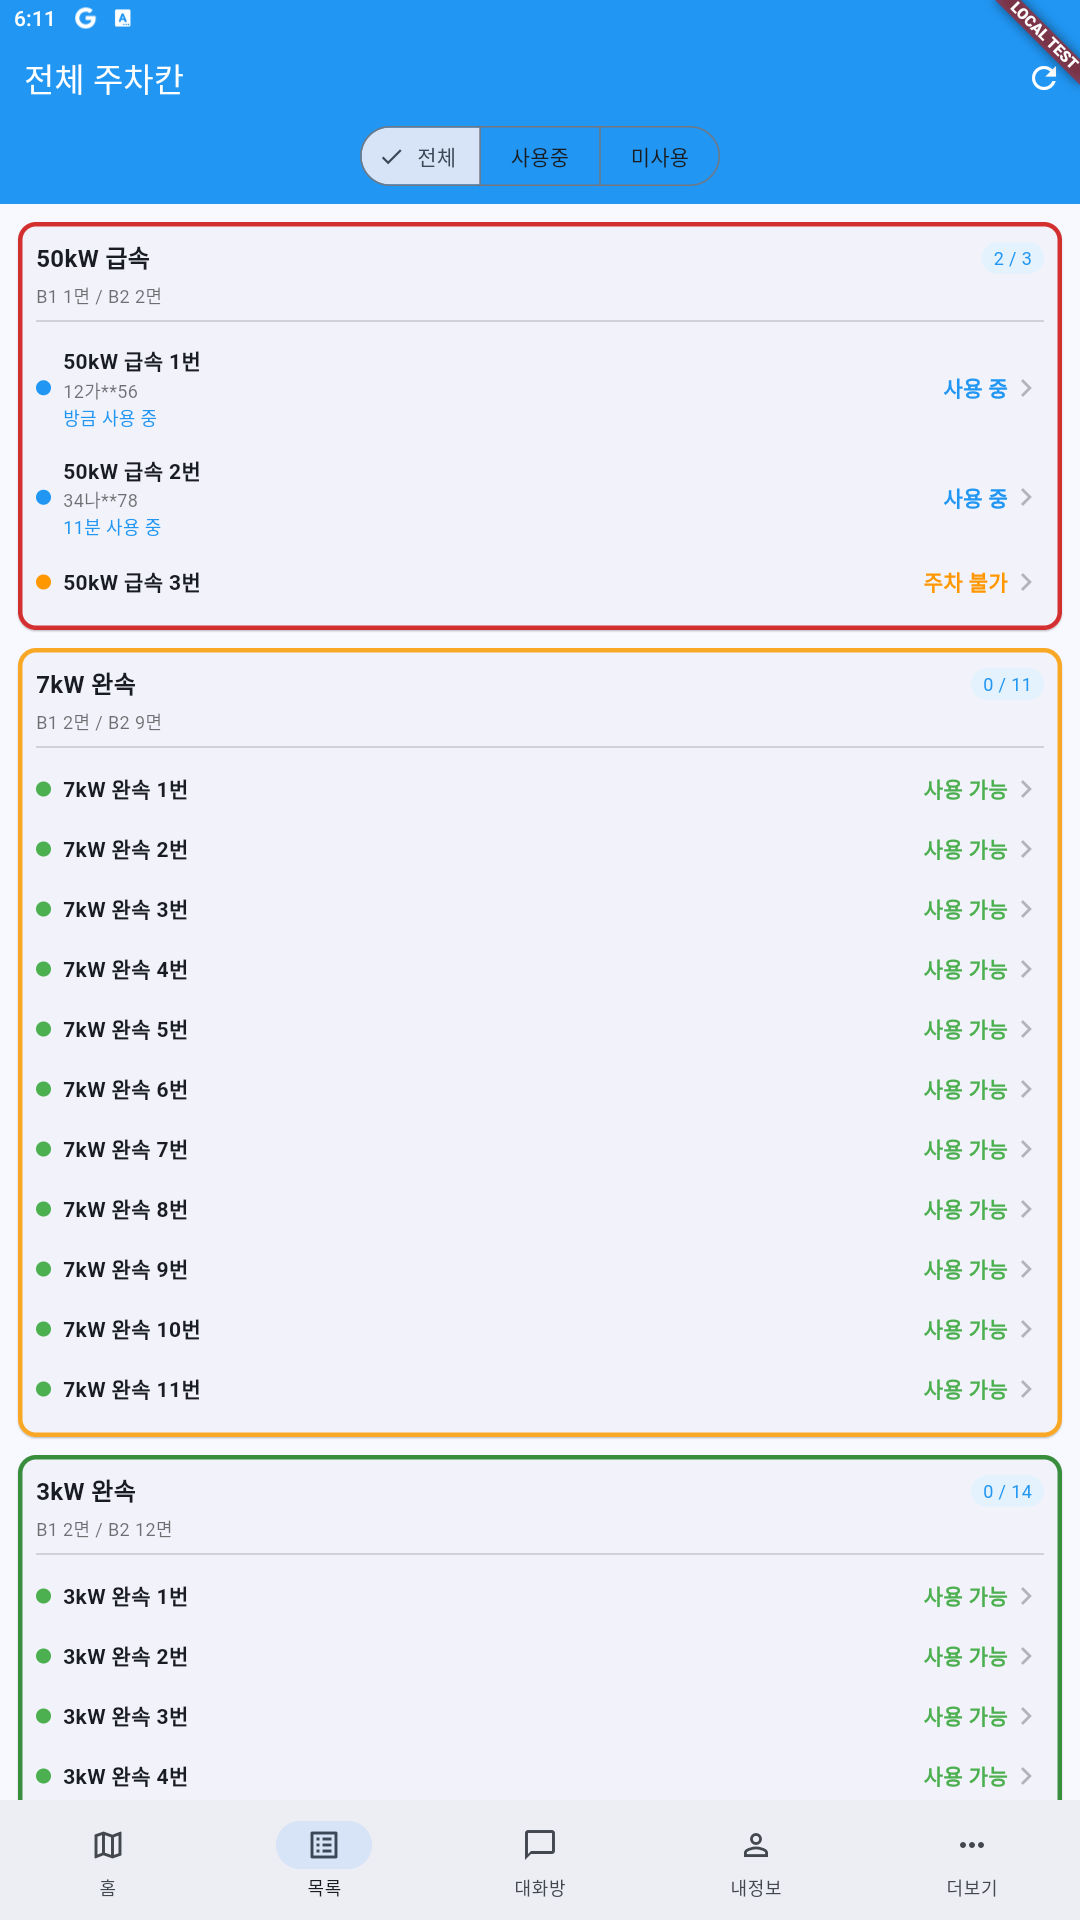 6:11
LOCAL TEST
전체 주차칸
전체 사용중 미사용
50kW 급속 2 / 3
B1 1면 / B2 2면
50kW 급속 1번
12가**56
방금 사용 중
사용 중
50kW 급속 2번
34나**78
11분 사용 중
사용 중
50kW 급속 3번 주차 불가
7kW 완속 0 / 11
B1 2면 / B2 9면
7kW 완속 1번 사용 가능
7kW 완속 2번 사용 가능
7kW 완속 3번 사용 가능
7kW 완속 4번 사용 가능
7kW 완속 5번 사용 가능
7kW 완속 6번 사용 가능
7kW 완속 7번 사용 가능
7kW 완속 8번 사용 가능
7kW 완속 9번 사용 가능
7kW 완속 10번 사용 가능
7kW 완속 11번 사용 가능
3kW 완속 0 / 14
B1 2면 / B2 12면
3kW 완속 1번 사용 가능
3kW 완속 2번 사용 가능
3kW 완속 3번 사용 가능
3kW 완속 4번 사용 가능
홈 목록 대화방 내정보 더보기